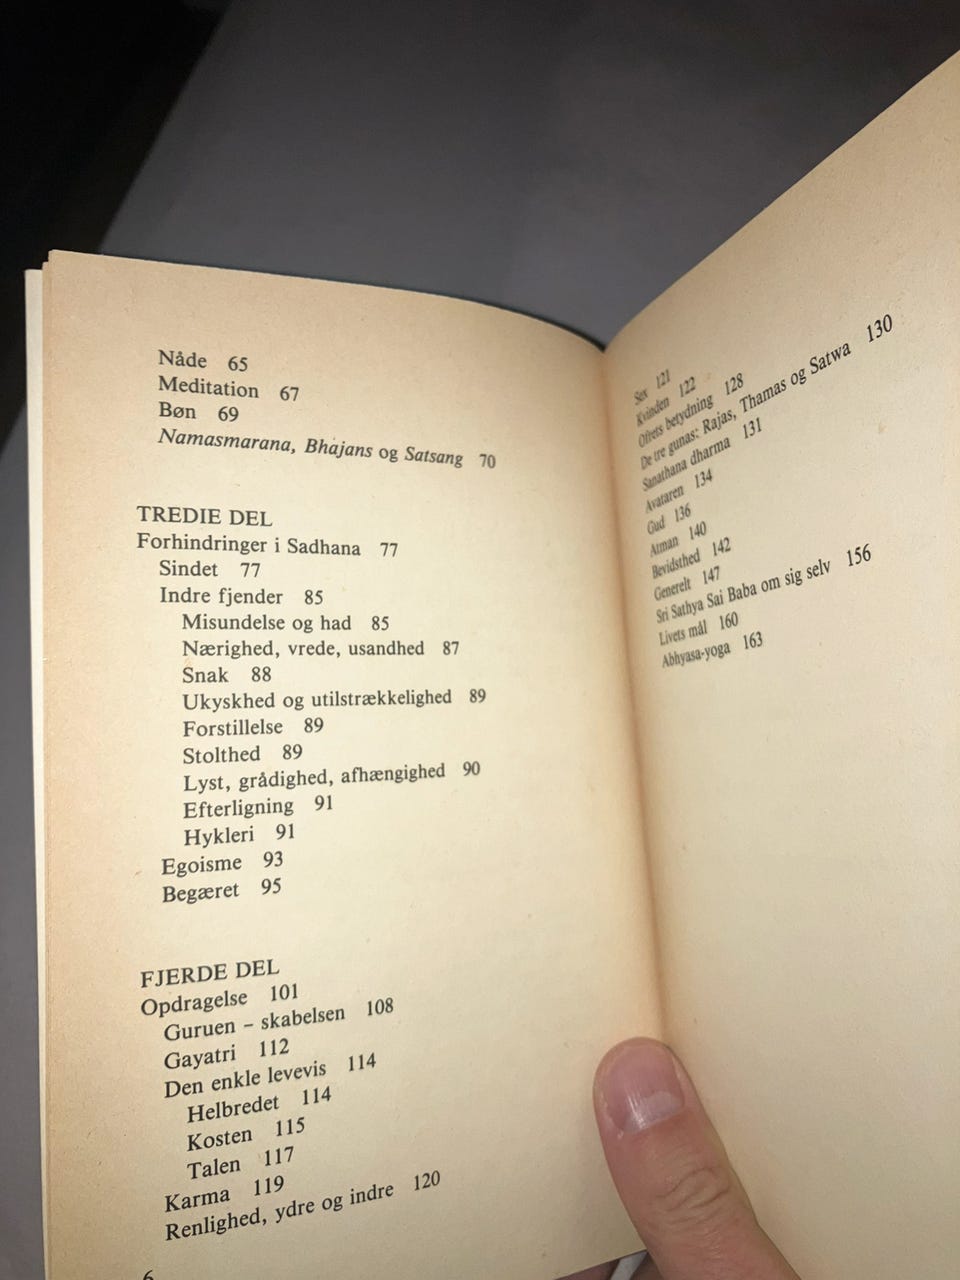 Nåde 65
Meditation 67
Bøn 69
Namasmarana, Bhajans og Satsang 70
TREDIE DEL
Forhindringer i Sadhana 77
Sindet 77
Indre fjender 85
Misundelse og had 85
Nærighed, vrede, usandhed 87
Snak 88
Ukyskhed og utilstrækkelighed 89
Forstillelse 89
Stolthed 89
Lyst, grådighed, afhængighed 90
Efterligning 91
Hykleri 91
Egoisme 93
Begæret 95
FJERDE DEL
Opdragelse 101
Guruen – skabelsen 108
Gayatri 112
Den enkle levevis 114
Helbredet 114
Kosten 115
Talen 117
Karma 119
Renlighed, ydre og indre 120
6
Sex 121
Kvinden 122
Ofrets betydning 128
De tre gunas: Rajas, Thamas og Satwa 130
Sanathana dharma 131
Avataren 134
Gud 136
Atman 140
Bevidsthed 142
Generelt 147
Sri Sathya Sai Baba om sig selv 156
Livets mål 160
Abhyasa-yoga 163